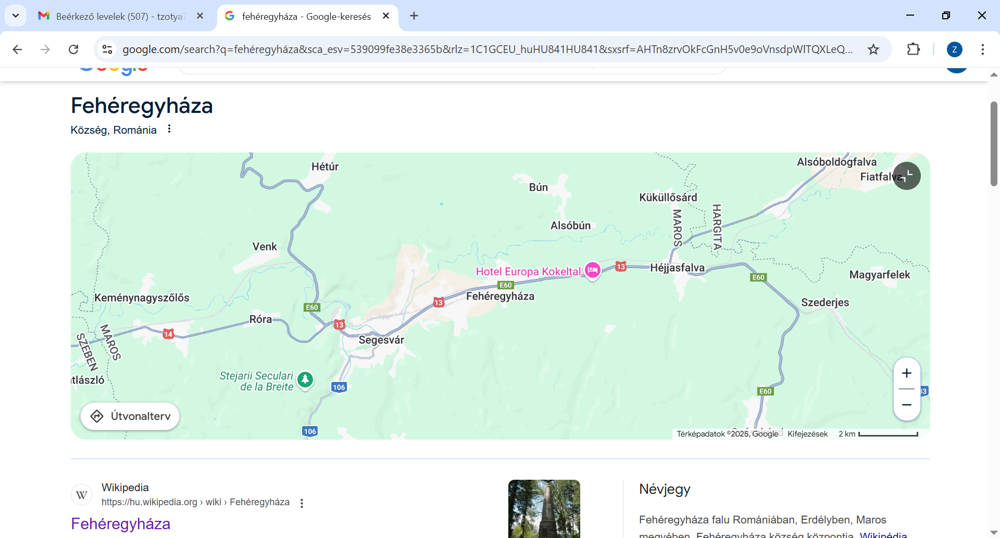 Beérkező levelek (507) - tzotya7
fehéregyháza - Google-keresés
google.com/search?q=fehéregyháza&sca_esv=539099fe38e3365b&rlz=1C1GCEU_huHU841HU841&sxsrf=AHTn8zrvOkFcGnH5v0e9oVnsdpWlTQXLeQ...
Z
Google
Fehéregyháza
Község, Románia
Hétúr
Alsóboldogfalva
Fiatfalva
Bún
Küküllősárd
MAROS
HARGITA
Alsóbún
Venk
Hotel Europa Kokeltal
13
Héjjasfalva
E60
Magyarfelek
E60
Fehéregyháza
Keménynagyszőlős
13
Szederjes
E60
Róra
13
14
MAROS
SZEBEN
Segesvár
Stejarii Seculari
de la Breite
106
E60
tlászló
Útvonalterv
106
+
−
Térképadatok ©2025, Google
Kifejezések
2 km
W
Wikipedia
https://hu.wikipedia.org › wiki › Fehéregyháza
Fehéregyháza
Névjegy
Fehéregyháza falu Romániában, Erdélyben, Maros
megyében, Fehéregyháza község központja. Wikipédia